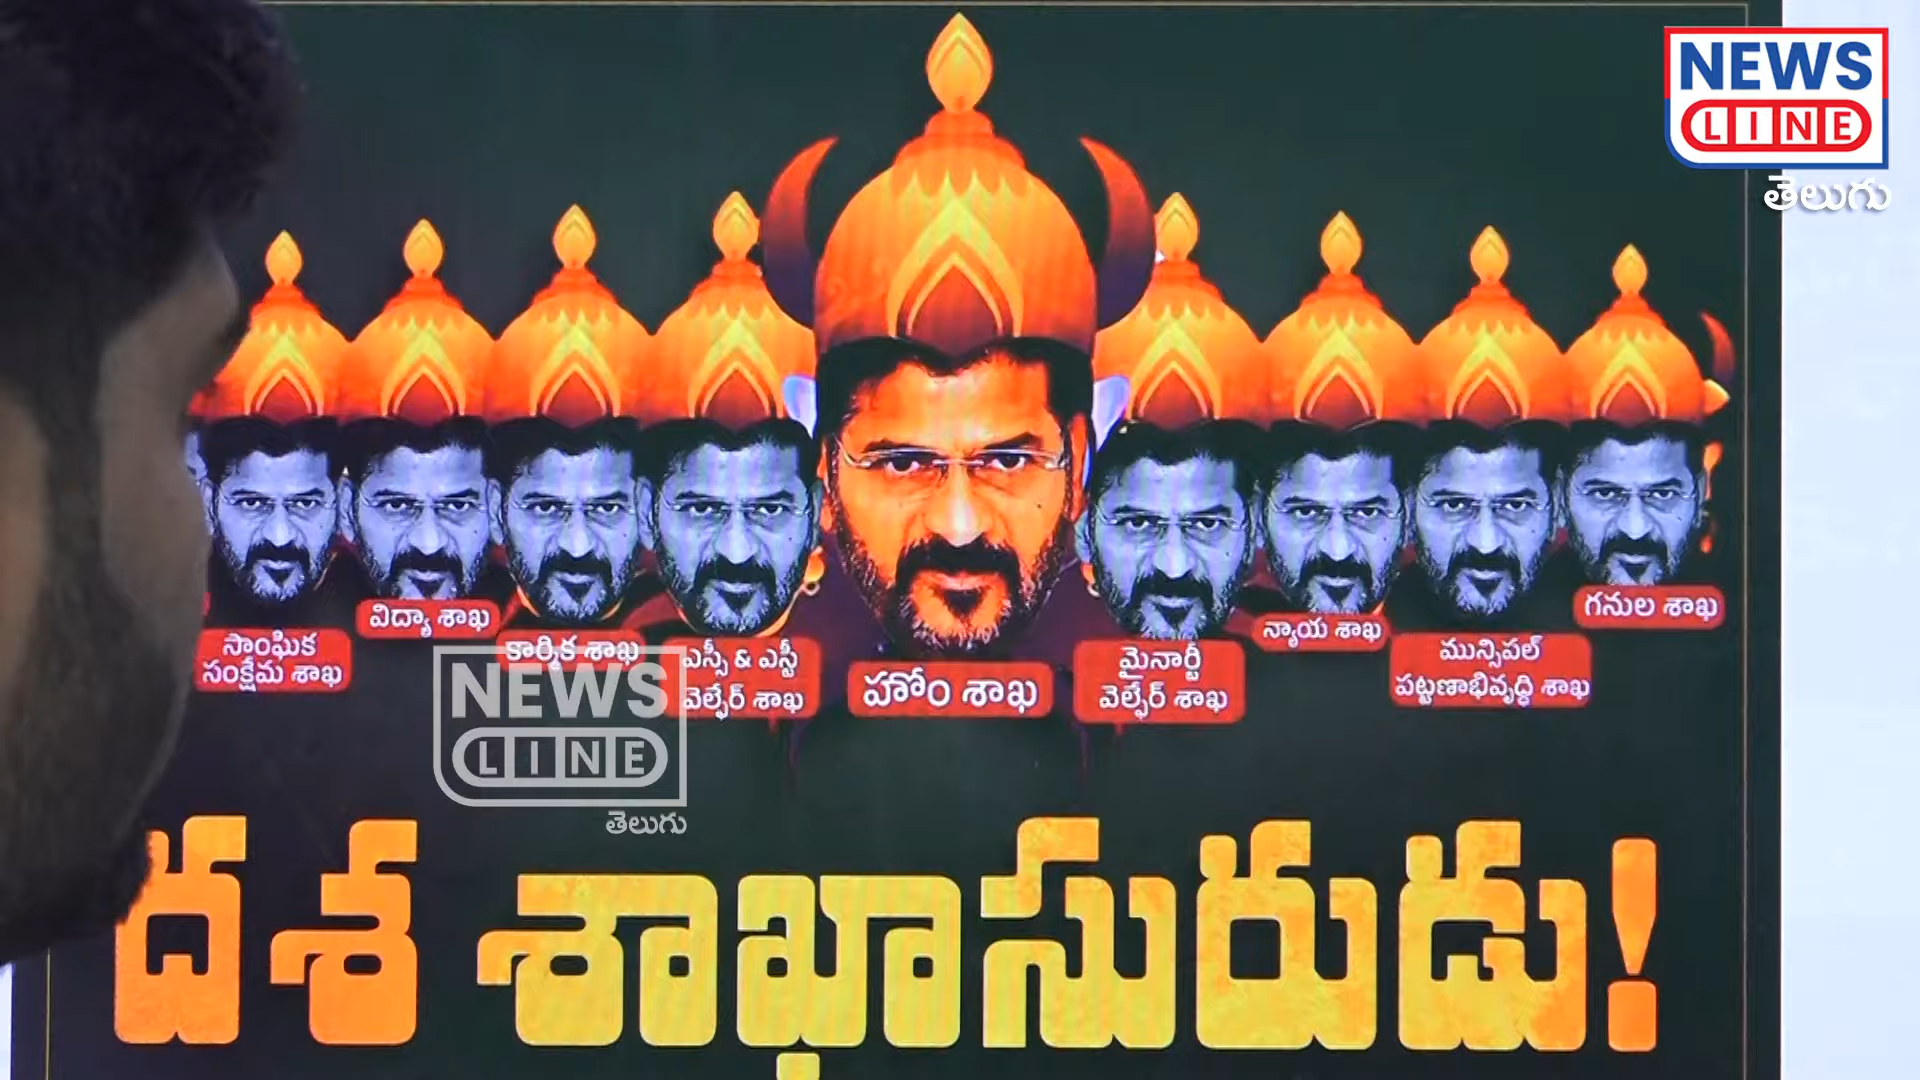 NEWS
LINE
తెలుగు
సాంఘిక
సంక్షేమ శాఖ
విద్యా శాఖ
కార్మిక శాఖ
ఎస్సీ & ఎస్టీ
వెల్ఫేర్ శాఖ
హోం శాఖ
మైనార్టీ
వెల్ఫేర్ శాఖ
న్యాయ శాఖ
మున్సిపల్
పట్టణాభివృద్ధి శాఖ
గనుల శాఖ
NEWS
LINE
తెలుగు
దశ శాఖాసురుడు!